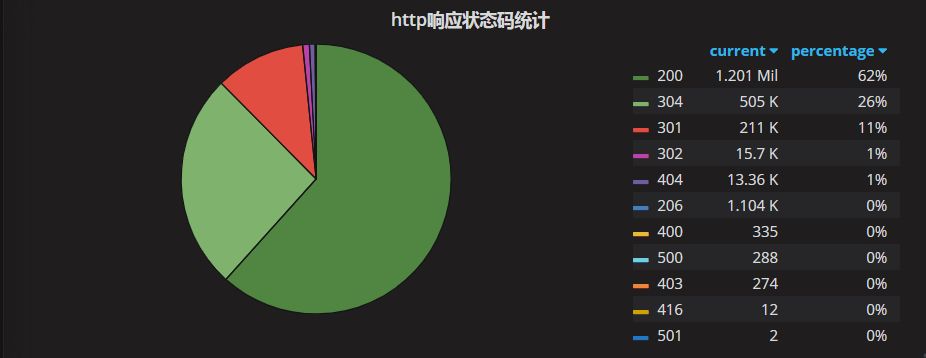 http响应状态码统计
current percentage
200 1.201 Mil 62%
304 505 K 26%
301 211 K 11%
302 15.7 K 1%
404 13.36 K 1%
206 1.104 K 0%
400 335 0%
500 288 0%
403 274 0%
416 12 0%
501 2 0%